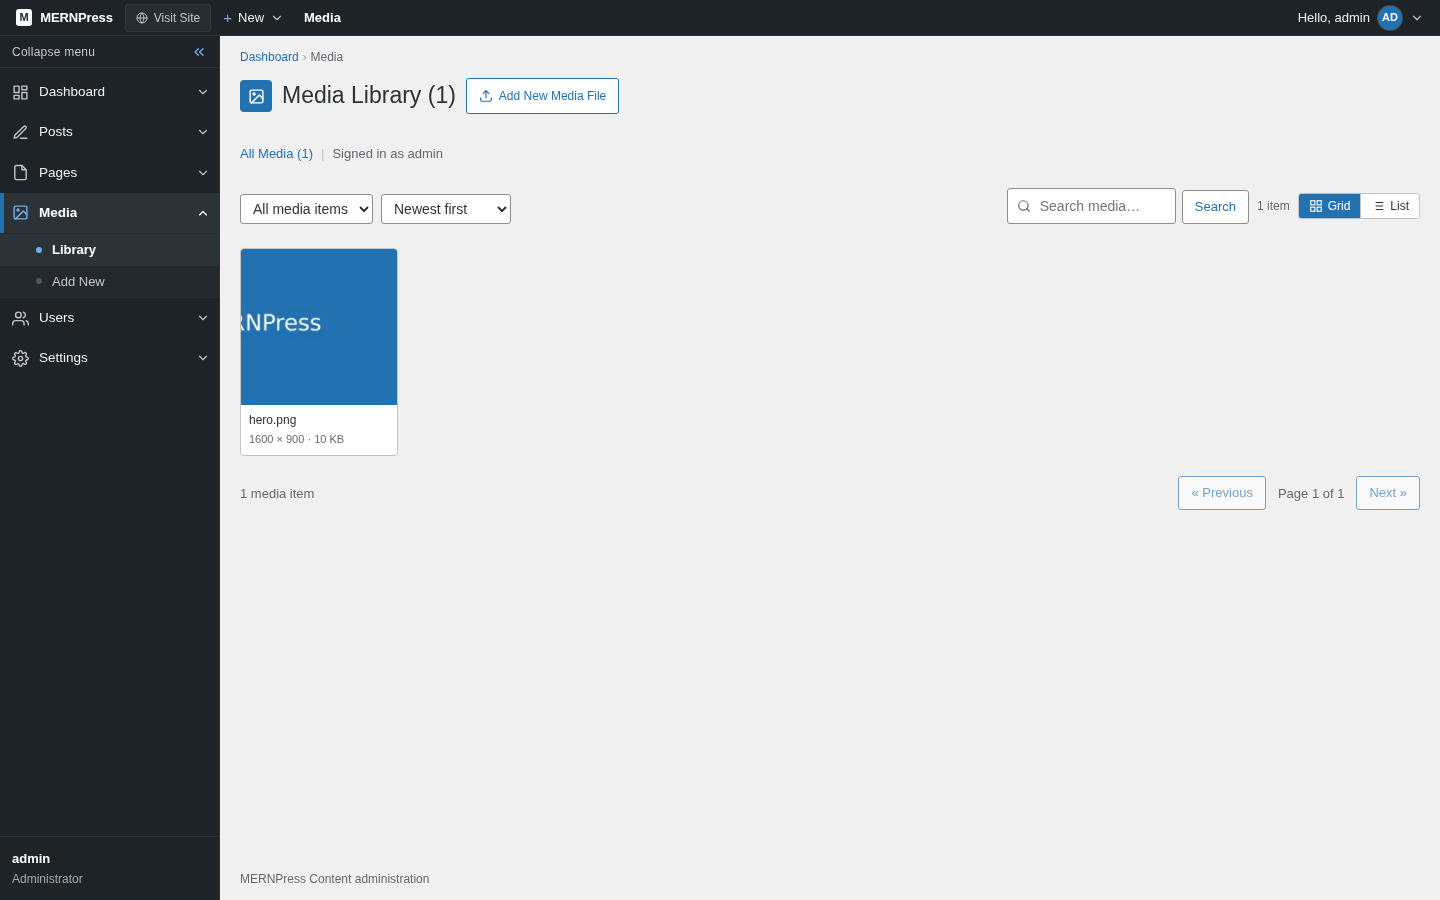 M MERNPress Visit Site + New Media Hello, admin AD
Collapse menu
Dashboard
Posts
Pages
Media
Library
Add New
Users
Settings
admin
Administrator
Dashboard › Media
Media Library (1) Add New Media File
All Media (1) | Signed in as admin
All media items Newest first Search media… Search 1 item Grid List
RNPress
hero.png
1600 × 900 · 10 KB
1 media item « Previous Page 1 of 1 Next »
MERNPress Content administration